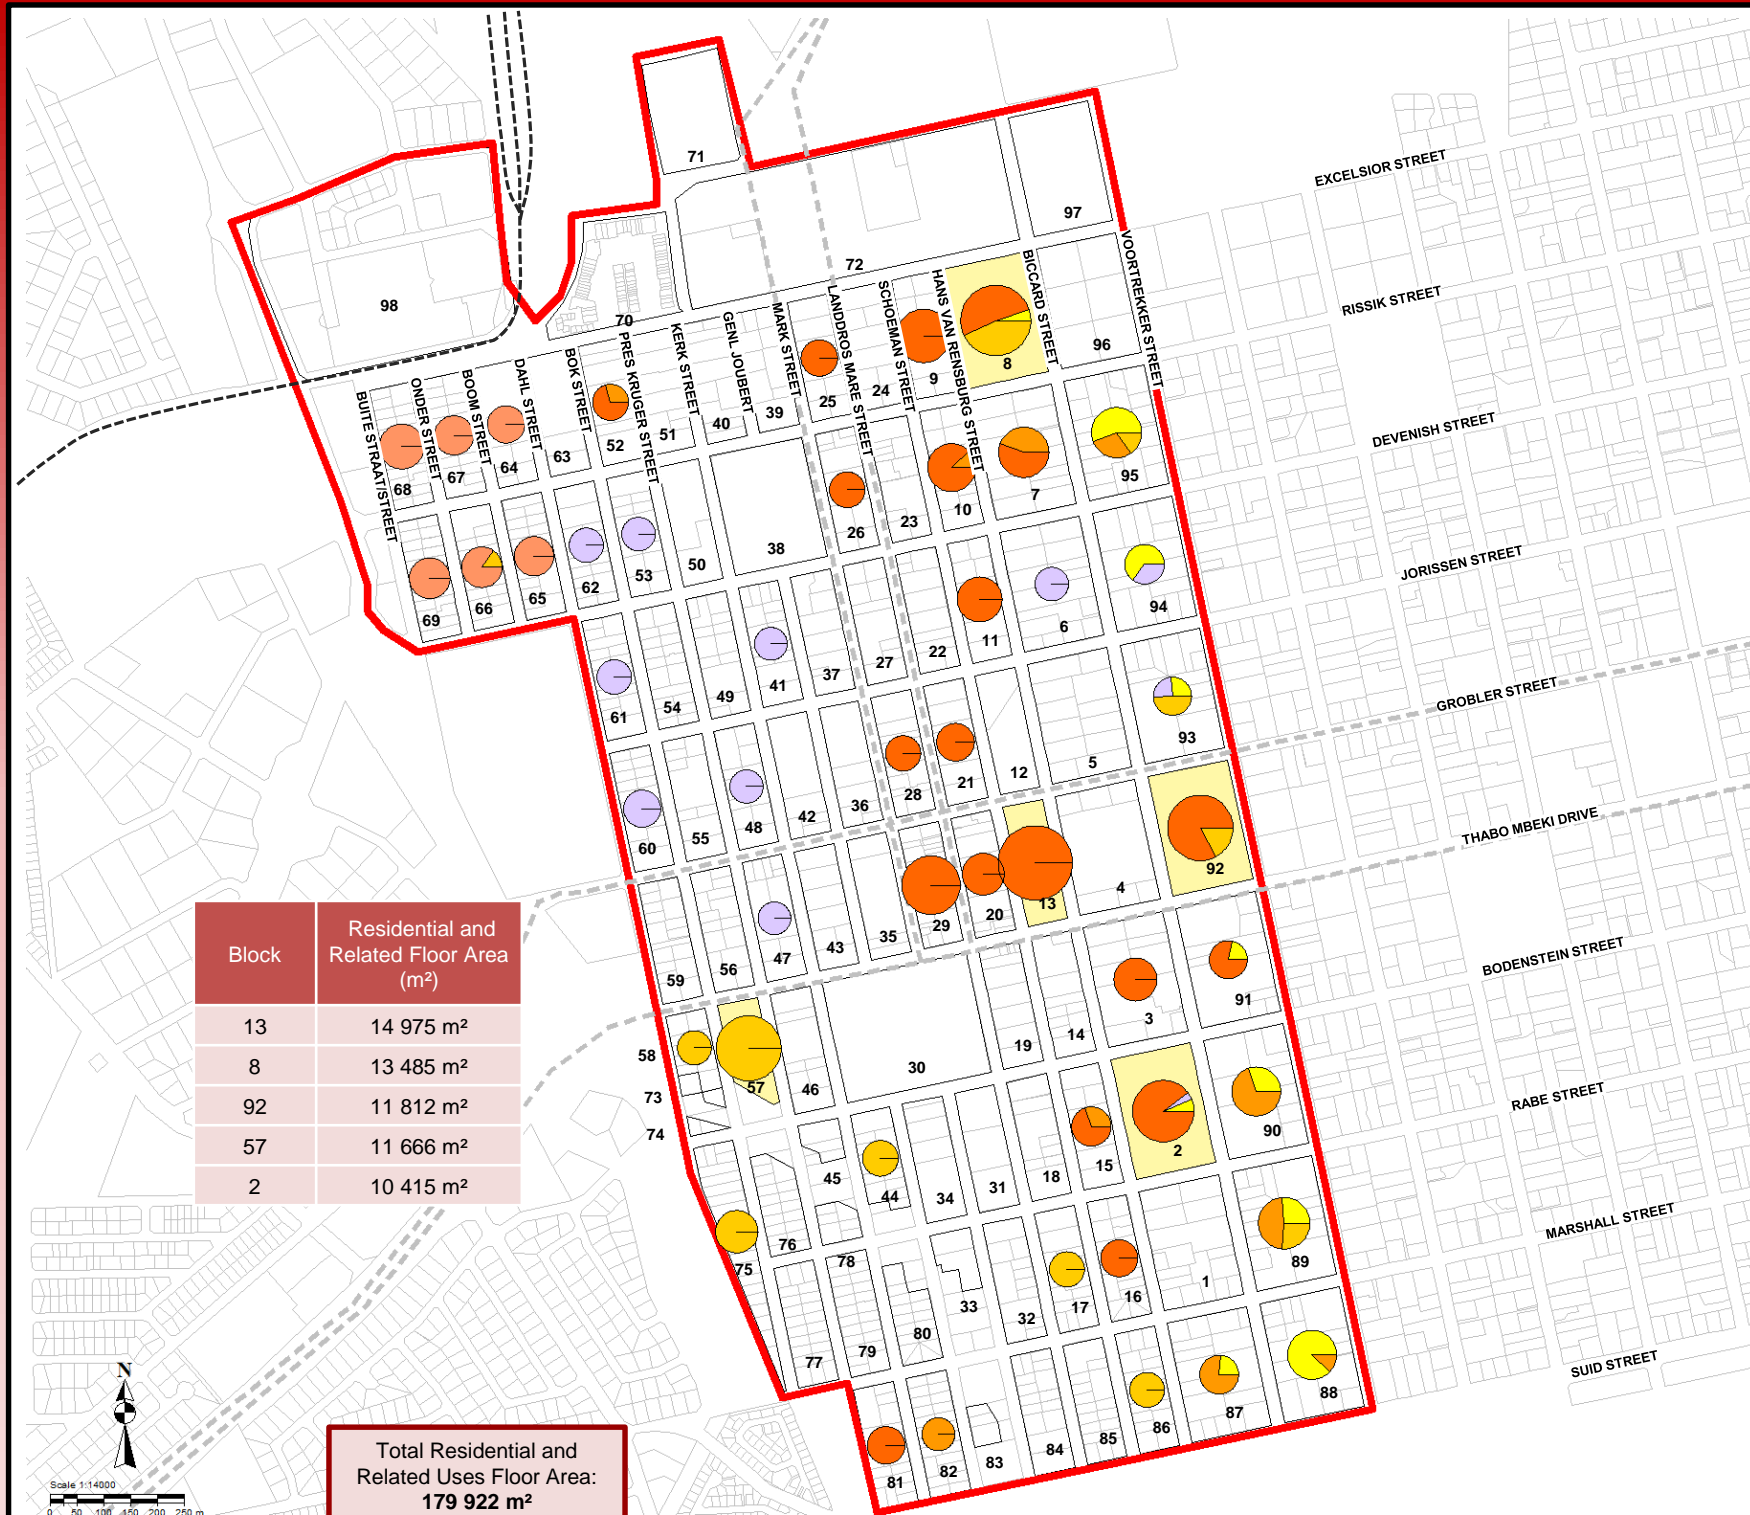 71
97
EXCELSIOR STREET
98
72
70
RISSIK STREET
VOORTREKKER STREET
BICCARD STREET
HANS VAN RENSBURG STREET
SCHOEMAN STREET
LANDDROS MARE STREET
MARK STREET
GENL JOUBERT
KERK STREET
PRES KRUGER STREET
BOK STREET
DAHL STREET
BOOM STREET
ONDER STREET
BUITE STRAAT/STREET
96
8
9
24
25
39
40
51
52
63
64
67
68
DEVENISH STREET
95
7
10
23
26
38
50
53
62
65
66
69
JORISSEN STREET
94
6
11
22
27
37
41
49
54
61
GROBLER STREET
93
5
12
21
28
36
42
48
55
60
THABO MBEKI DRIVE
92
4
13
20
29
35
43
47
56
59
BODENSTEIN STREET
91
3
14
19
30
46
57
58
73
74
Block
Residential and
Related Floor Area
(m²)
13 14 975 m²
8 13 485 m²
92 11 812 m²
57 11 666 m²
2 10 415 m²
RABE STREET
90
2
15
18
31
34
44
45
76
75
78
MARSHALL STREET
89
1
16
17
32
33
80
79
77
SUID STREET
88
87
86
85
84
83
82
81
N
Scale 1:14000
0 50 100 150 200 250 m
Total Residential and
Related Uses Floor Area:
179 922 m²